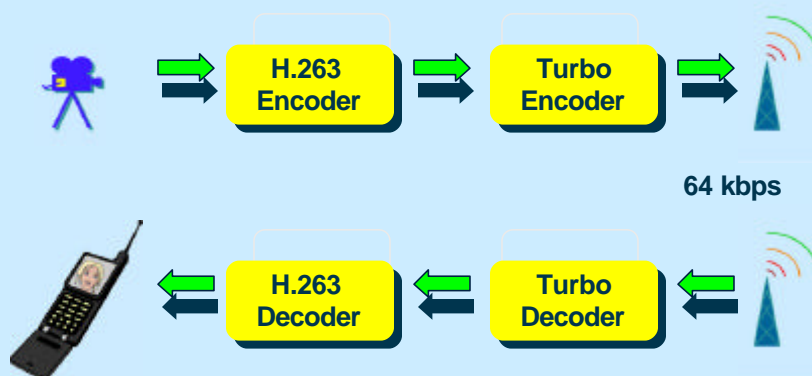 H.263
Encoder
Turbo
Encoder
64 kbps
H.263
Decoder
Turbo
Decoder